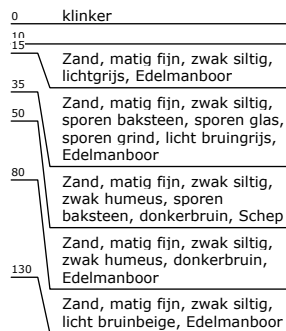 0 klinker
10
15
Zand, matig fijn, zwak siltig,
lichtgrijs, Edelmanboor
35
Zand, matig fijn, zwak siltig,
sporen baksteen, sporen glas,
sporen grind, licht bruingrijs,
Edelmanboor
50
Zand, matig fijn, zwak siltig,
zwak humeus, sporen
baksteen, donkerbruin, Schep
80
Zand, matig fijn, zwak siltig,
zwak humeus, donkerbruin,
Edelmanboor
130
Zand, matig fijn, zwak siltig,
licht bruinbeige, Edelmanboor